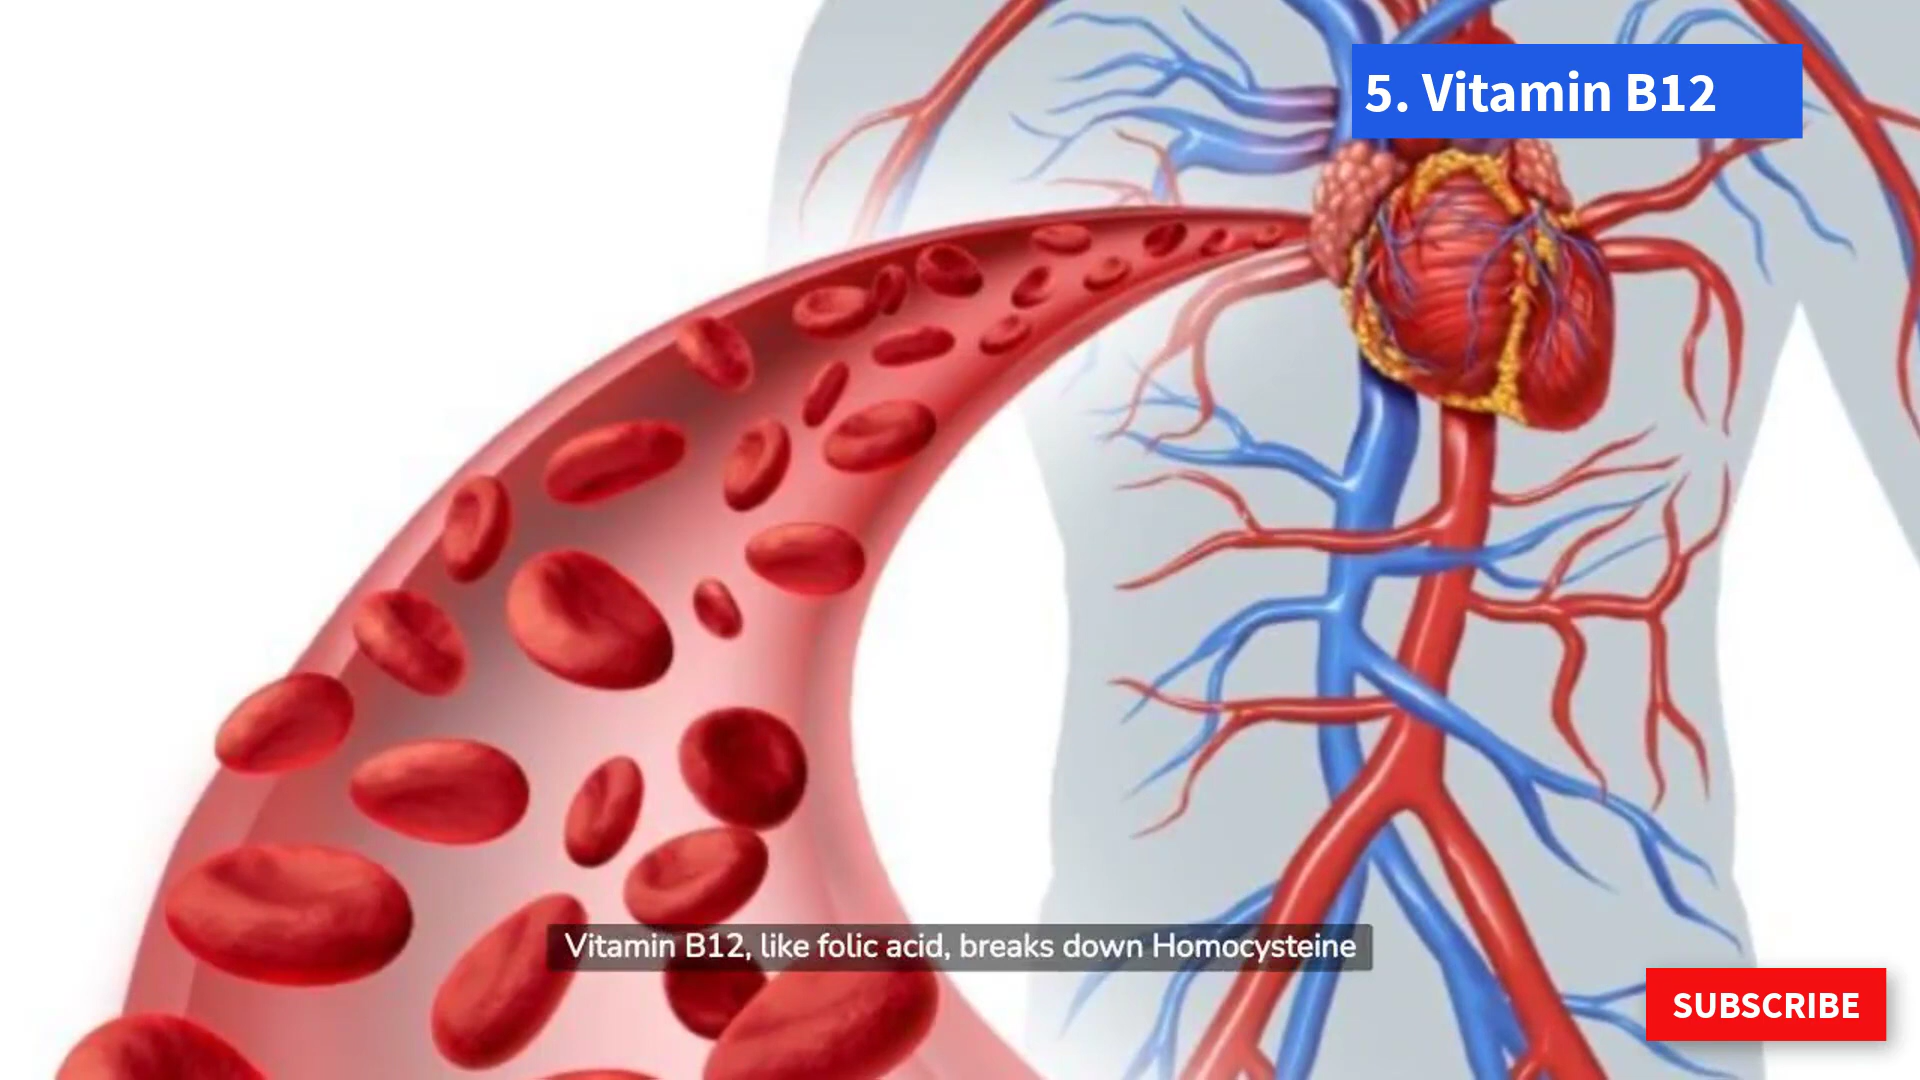 5. Vitamin B12
Vitamin B12, like folic acid, breaks down Homocysteine
SUBSCRIBE